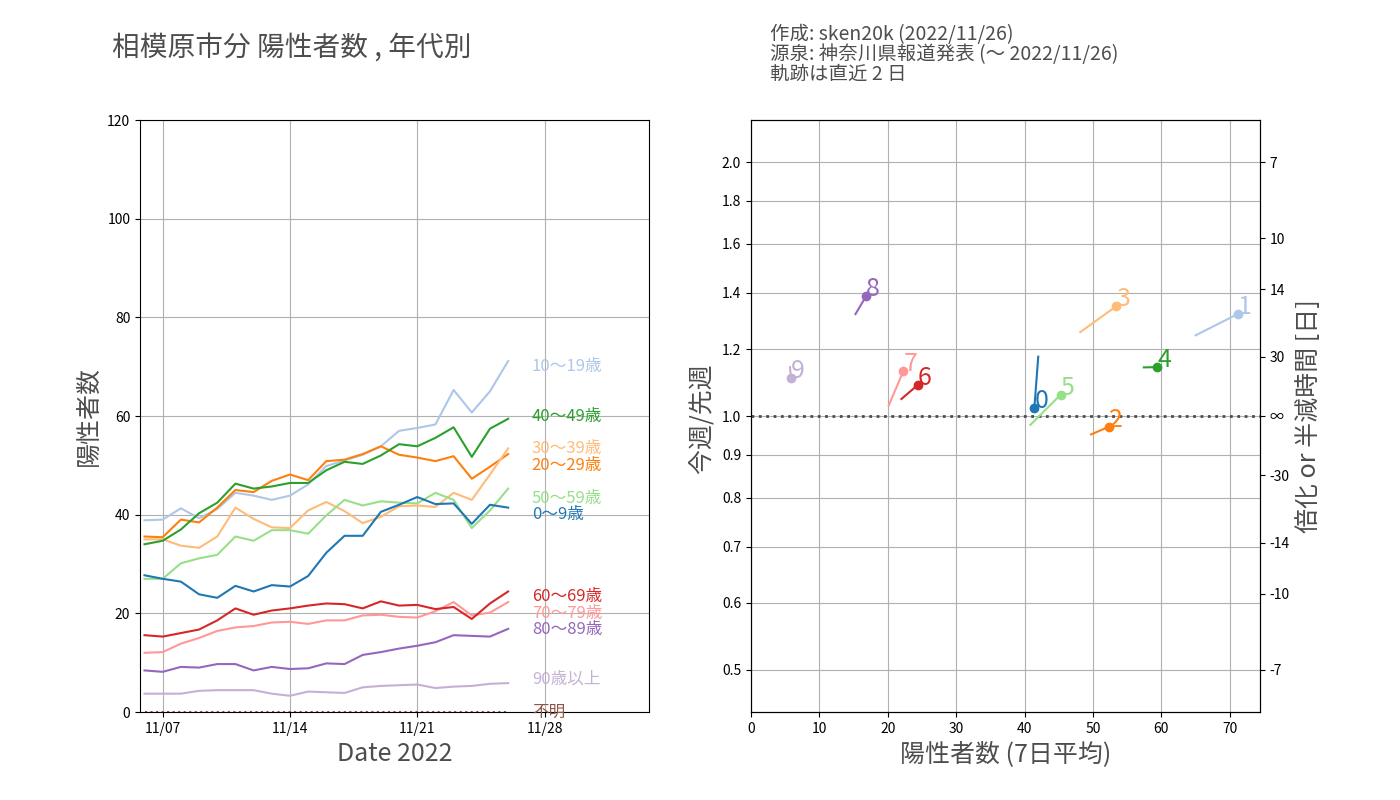 相模原市分 陽性者数 , 年代別
作成: sken20k (2022/11/26)
源泉: 神奈川県報道発表 (～ 2022/11/26)
軌跡は直近 2 日
120
100
80
60
40
20
0
陽性者数
10～19歳
40～49歳
30～39歳
20～29歳
50～59歳
0～9歳
60～69歳
70～79歳
80～89歳
90歳以上
不明
11/07
11/14
11/21
11/28
Date 2022
2.0
1.8
1.6
1.4
1.2
1.0
0.9
0.8
0.7
0.6
0.5
今週/先週
8
3
1
9
7
6
4
5
0
2
7
10
14
30
∞
-30
-14
-10
-7
倍化 or 半減時間 [日]
0
10
20
30
40
50
60
70
陽性者数 (7日平均)